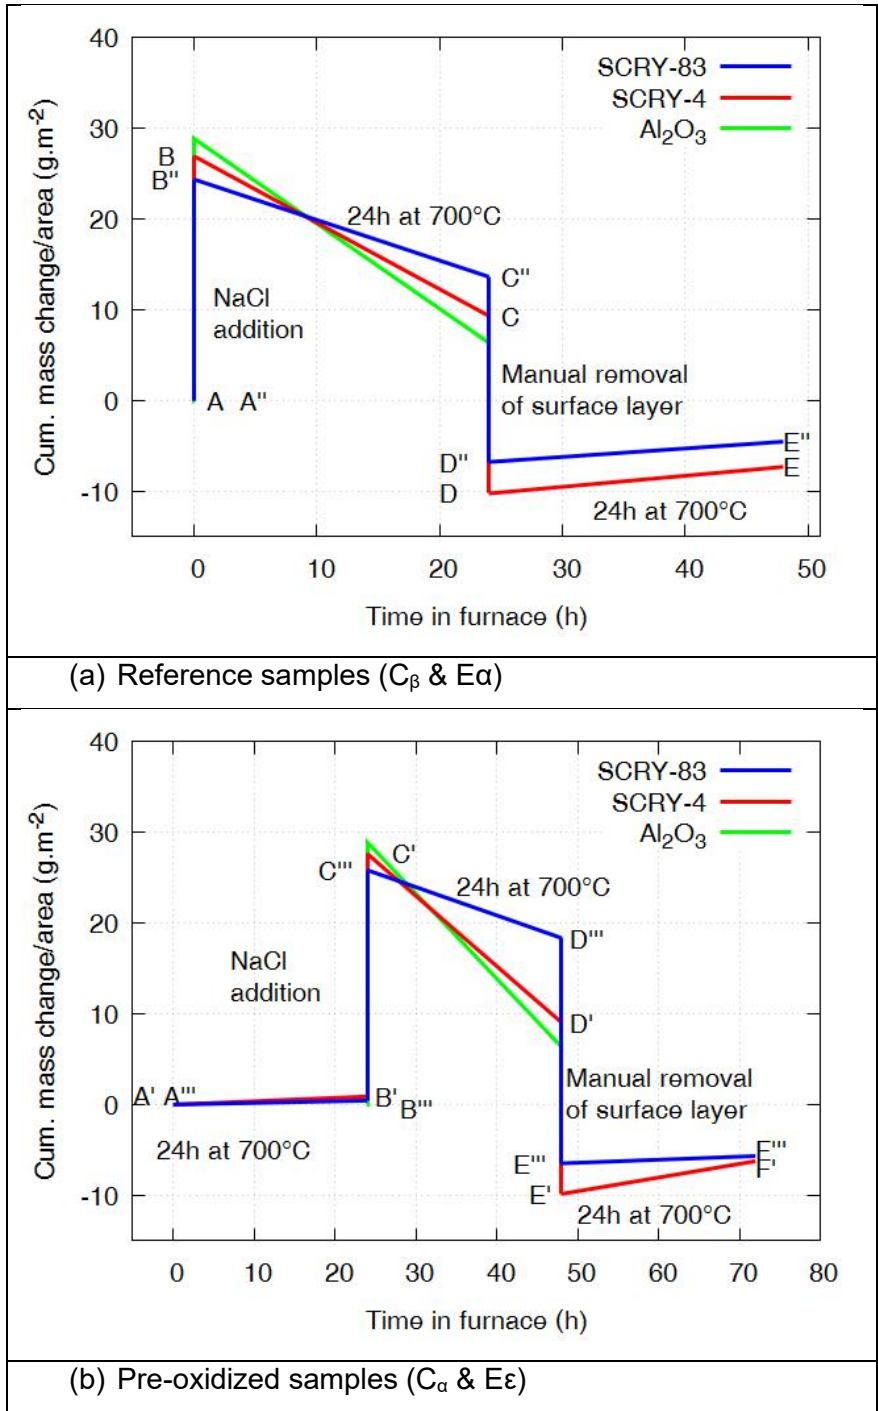 40
30
20
10
0
-10
Cum. mass change/area (g.m⁻²)
SCRY-83
SCRY-4
Al₂O₃
B
B"
24h at 700°C
C"
C
NaCl
addition
Manual removal
of surface layer
A A"
D"
D
E"
E
24h at 700°C
0 10 20 30 40 50
Time in furnace (h)
(a) Reference samples (Cᵦ & Eα)
40
30
20
10
0
-10
Cum. mass change/area (g.m⁻²)
SCRY-83
SCRY-4
Al₂O₃
C'
C'''
24h at 700°C
D'''
NaCl
addition
D'
Manual removal
of surface layer
A' A'''
B'
B'''
24h at 700°C
E'''
F'
E'''
E'
24h at 700°C
0 10 20 30 40 50 60 70 80
Time in furnace (h)
(b) Pre-oxidized samples (Cα & Eε)